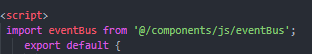 <script>
import eventBus from '@/components/js/eventBus';
export default {